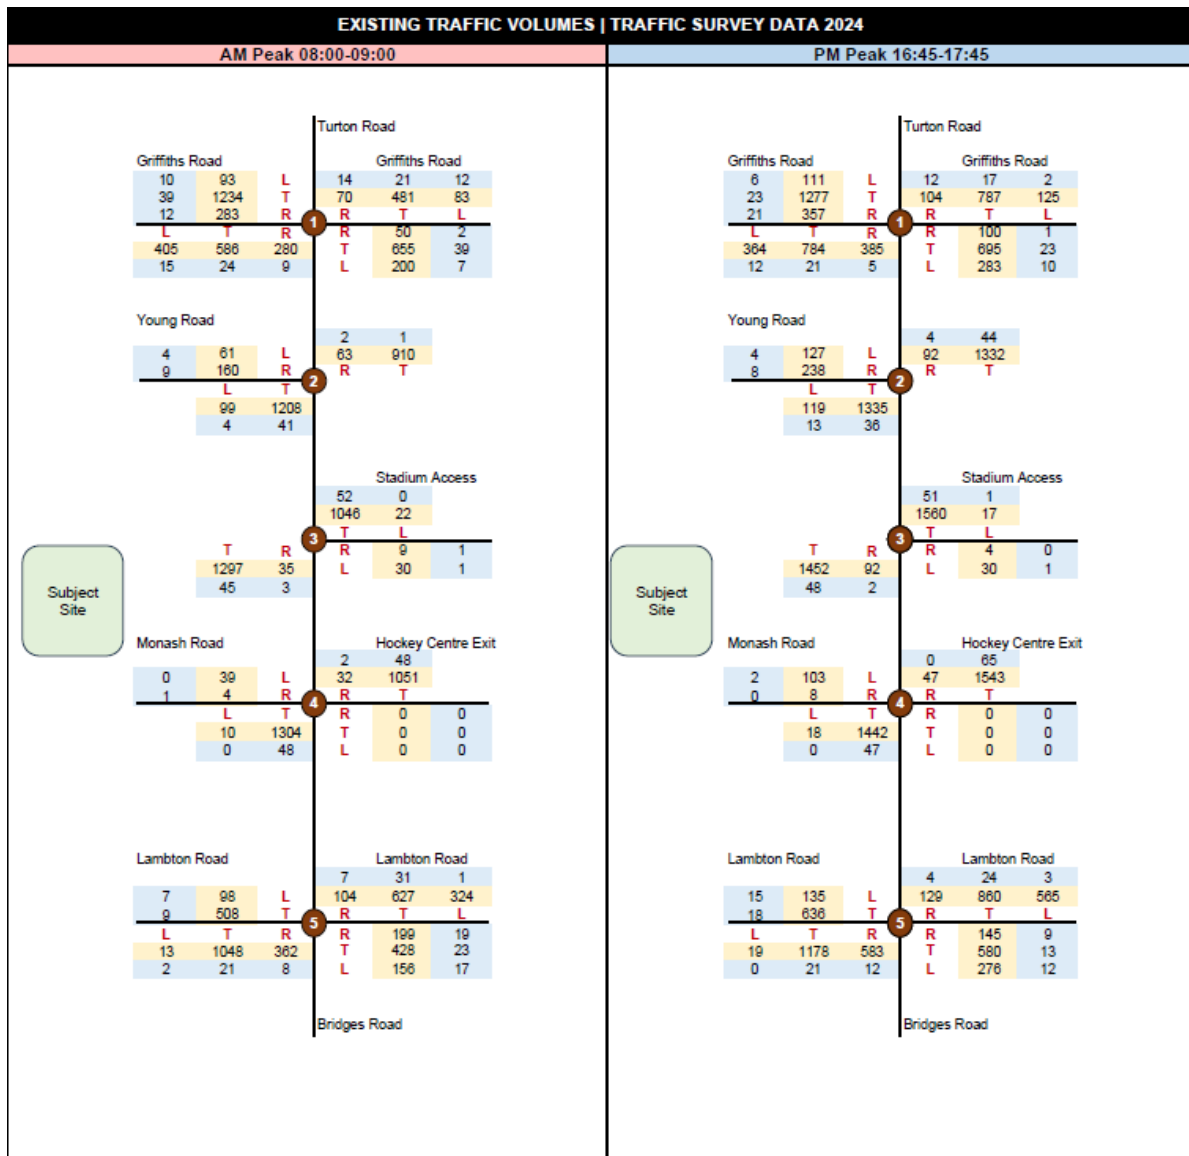 EXISTING TRAFFIC VOLUMES | TRAFFIC SURVEY DATA 2024
AM Peak 08:00-09:00
Turton Road
Griffiths Road Griffiths Road
10 93 L 14 21 12
39 1234 T 70 481 83
12 283 R R T L
1
L T R R 50 2
405 586 280 T 655 39
15 24 9 L 200 7
Young Road
2 1
4 61 L 63 910
9 160 R R T
2
L T
99 1208
4 41
Stadium Access
52 0
1046 22
T L
3
T R R 9 1
1297 35 L 30 1
45 3
Subject
Site
Monash Road Hockey Centre Exit
2 48
0 39 L 32 1051
1 4 R R T
4
L T R 0 0
10 1304 T 0 0
0 48 L 0 0
Lambton Road Lambton Road
7 31 1
7 98 L 104 627 324
9 508 T R T L
5
L T R R 199 19
13 1048 362 T 428 23
2 21 8 L 156 17
Bridges Road
PM Peak 16:45-17:45
Turton Road
Griffiths Road Griffiths Road
6 111 L 12 17 2
23 1277 T 104 787 125
21 357 R R T L
1
L T R R 100 1
364 784 385 T 695 23
12 21 5 L 283 10
Young Road
4 44
4 127 L 92 1332
8 238 R R T
2
L T
119 1335
13 36
Stadium Access
51 1
1560 17
T L
3
T R R 4 0
1452 92 L 30 1
48 2
Subject
Site
Monash Road Hockey Centre Exit
0 65
2 103 L 47 1543
0 8 R R T
4
L T R 0 0
18 1442 T 0 0
0 47 L 0 0
Lambton Road Lambton Road
4 24 3
15 135 L 129 860 565
18 636 T R T L
5
L T R R 145 9
19 1178 583 T 580 13
0 21 12 L 276 12
Bridges Road